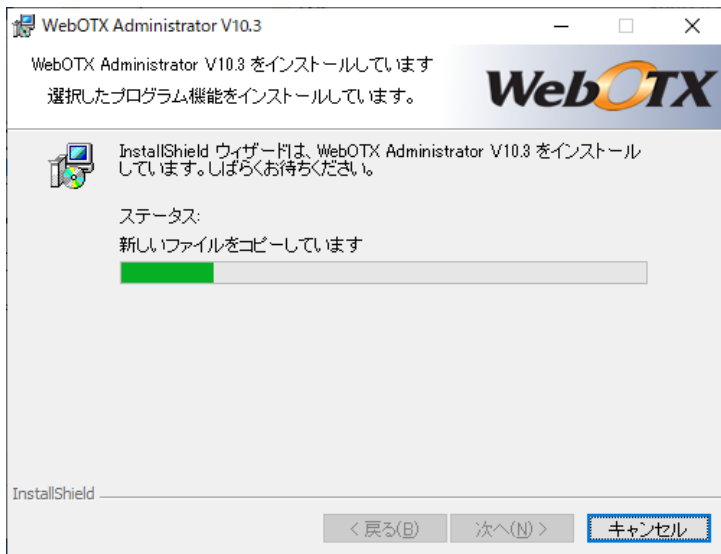 WebOTX Administrator V10.3
WebOTX Administrator V10.3 をインストールしています
選択したプログラム機能をインストールしています。
WebOTX
InstallShield ウィザードは、WebOTX Administrator V10.3 をインストール
しています。しばらくお待ちください。
ステータス:
新しいファイルをコピーしています
InstallShield
< 戻る(B)
次へ(N) >
キャンセル